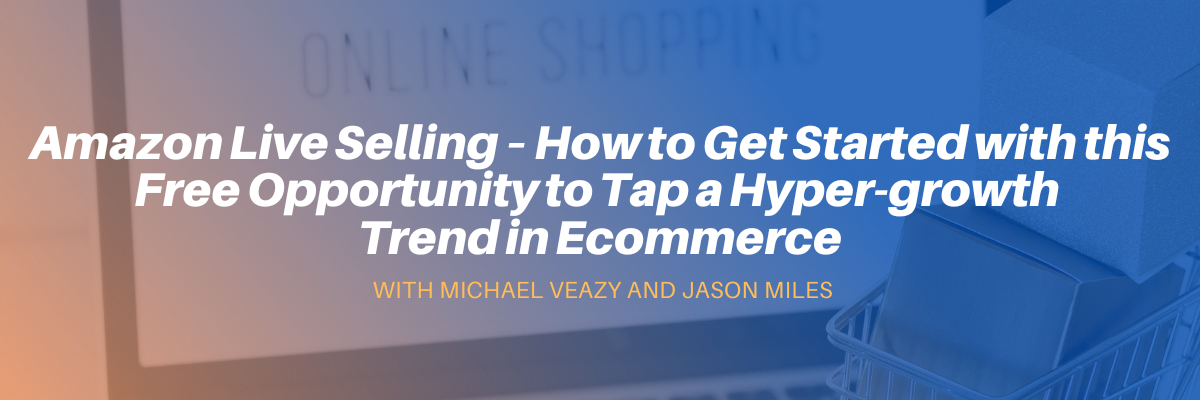 ONLINE SHOPPING
Amazon Live Selling – How to Get Started with this
Free Opportunity to Tap a Hyper-growth
Trend in Ecommerce
WITH MICHAEL VEAZY AND JASON MILES